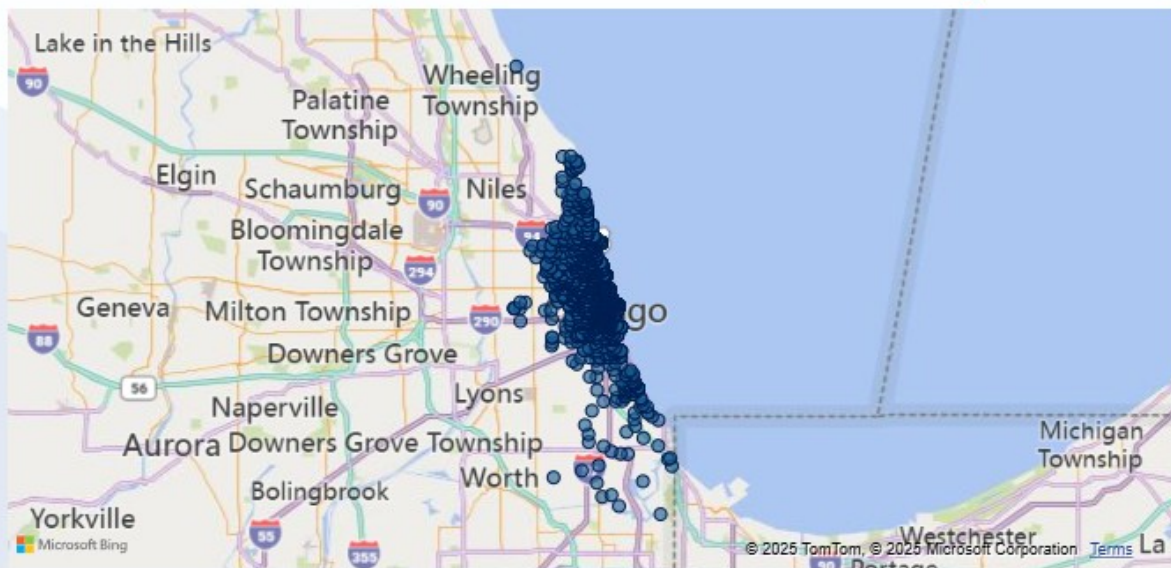 Lake in the Hills
90
Wheeling
Township
Palatine
Township
Elgin
Schaumburg
90
Niles
94
Bloomingdale
Township
294
Geneva
Milton Township
290
go
88
Downers Grove
56
Lyons
Naperville
Aurora
Downers Grove Township
Michigan
Township
Worth
Bolingbrook
Yorkville
55
355
Westchester
Microsoft Bing
© 2025 TomTom, © 2025 Microsoft Corporation Terms
La
90
Portage